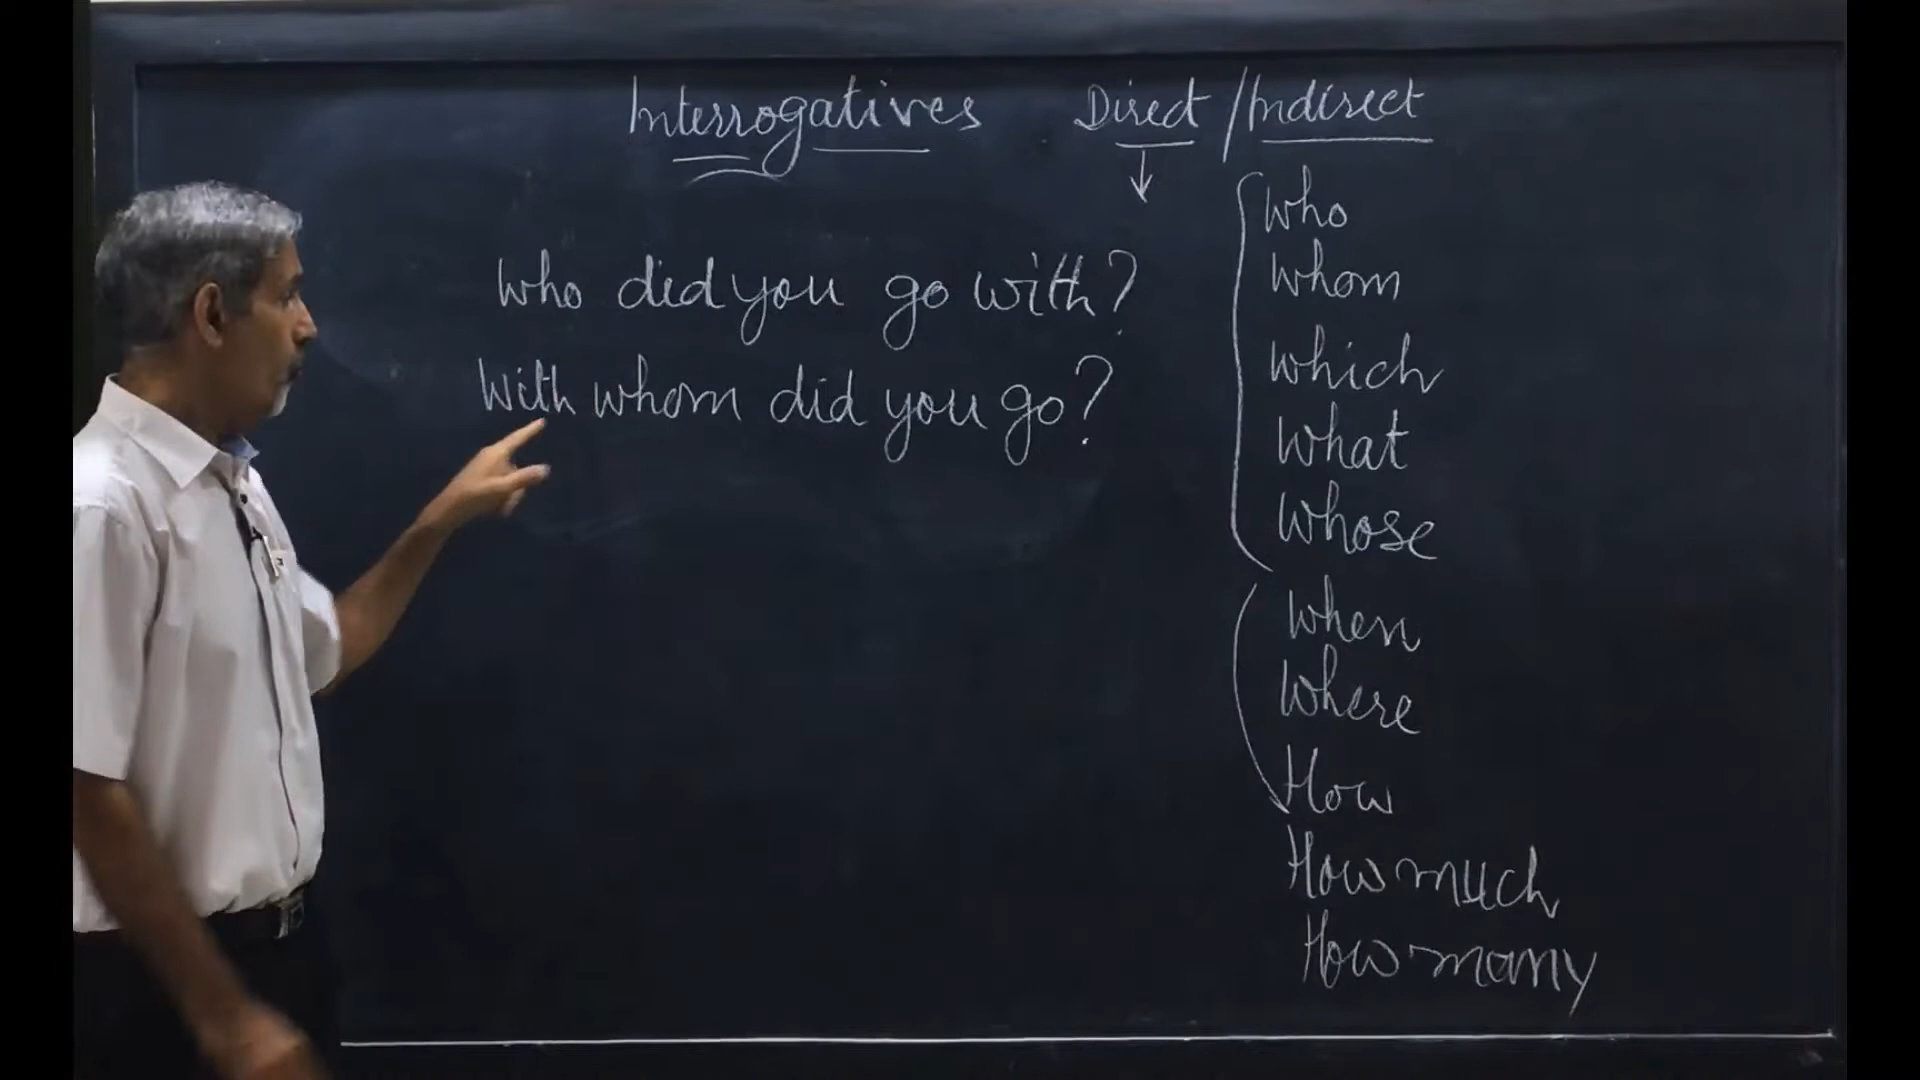 Interrogatives Direct / Indirect
Who did you go with?
With whom did you go?
Who
Whom
Which
What
Whose
When
Where
How
How much
How many